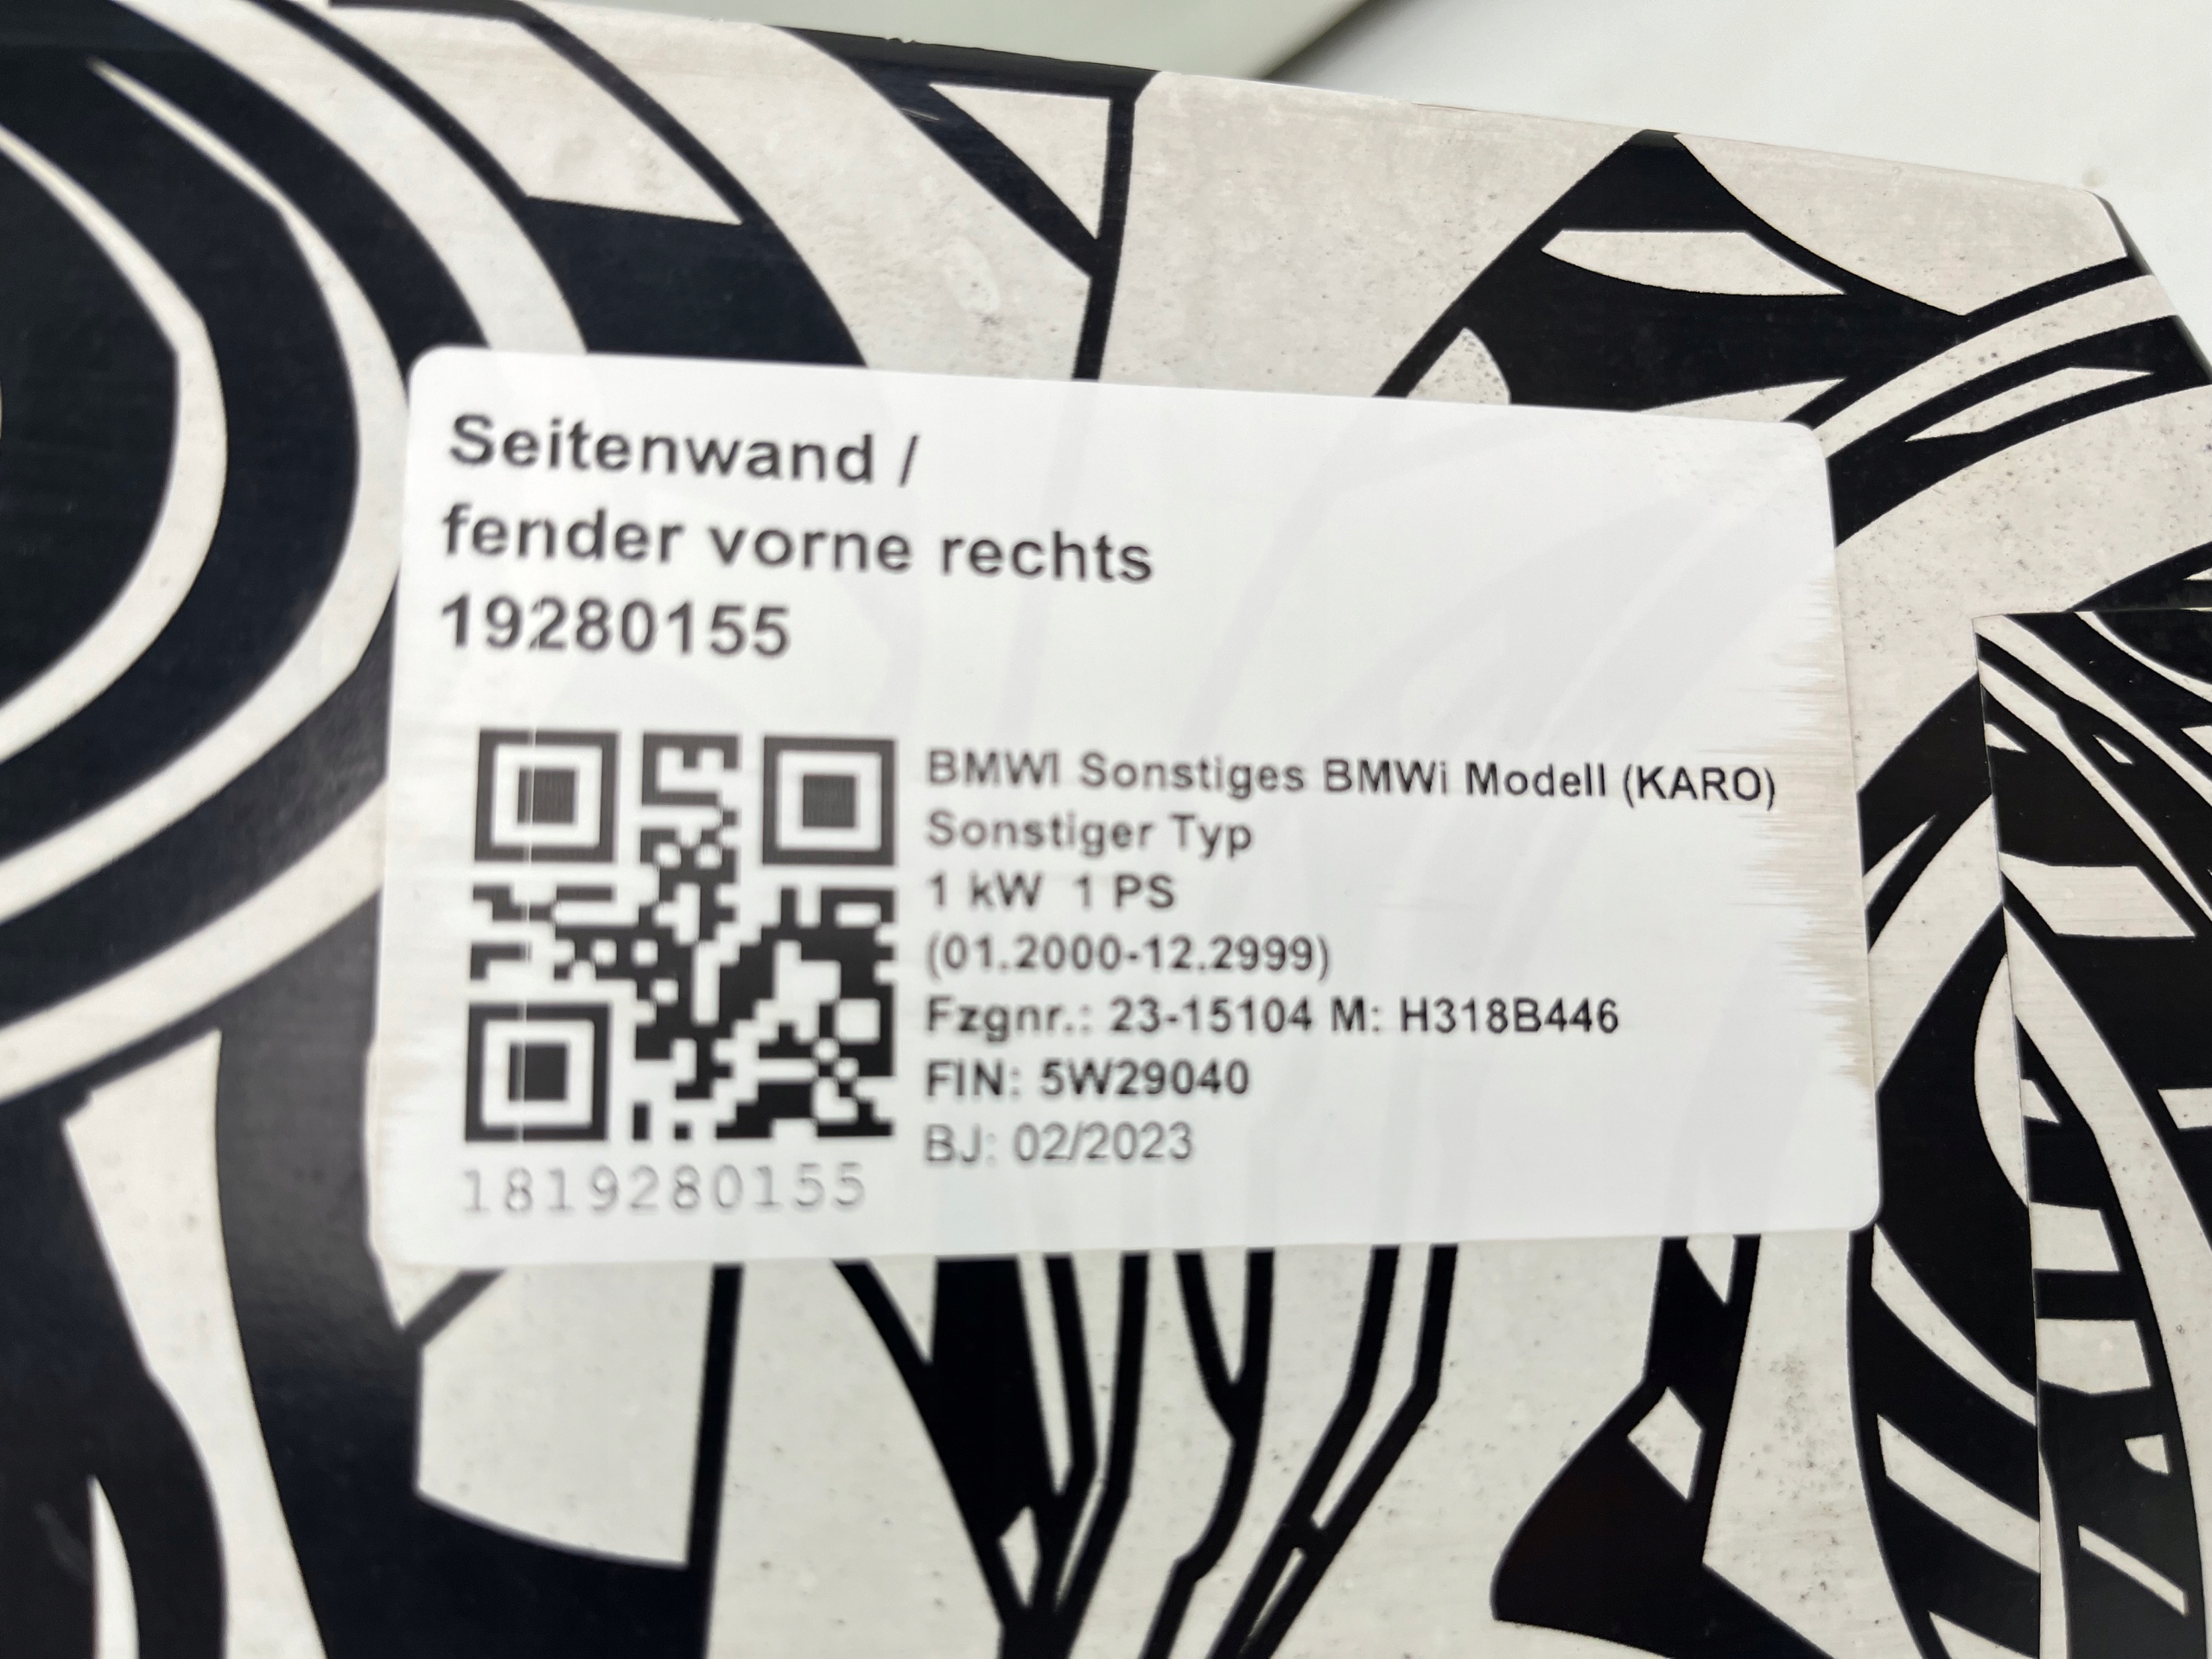 Seitenwand /
fender vorne rechts
19280155
BMWI Sonstiges BMWi Modell (KARO)
Sonstiger Typ
1 kW 1 PS
(01.2000-12.2999)
Fzgnr.: 23-15104 M: H318B446
FIN: 5W29040
BJ: 02/2023
1819280155